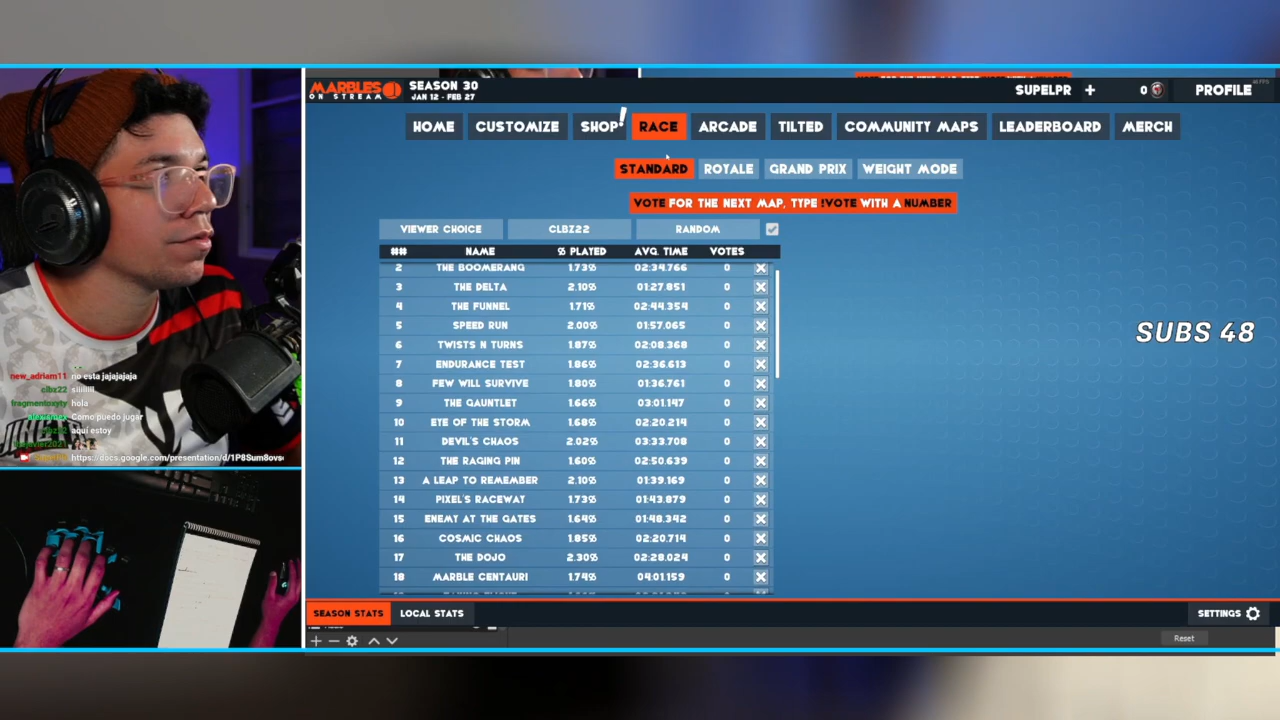 MARBLES
ON STREAM
SEASON 30
JAN 12 - FEB 27
SUPELPR + 0
PROFILE
HOME CUSTOMIZE SHOP! RACE ARCADE TILTED COMMUNITY MAPS LEADERBOARD MERCH
STANDARD ROYALE GRAND PRIX WEIGHT MODE
VOTE FOR THE NEXT MAP, TYPE !VOTE WITH A NUMBER
VIEWER CHOICE CLBZ22 RANDOM
## NAME % PLAYED AVG. TIME VOTES
2 THE BOOMERANG 1.73% 02:34.766 0
3 THE DELTA 2.10% 01:27.851 0
4 THE FUNNEL 1.71% 02:44.354 0
5 SPEED RUN 2.00% 01:57.065 0
6 TWISTS N TURNS 1.87% 02:08.368 0
7 ENDURANCE TEST 1.86% 02:36.613 0
8 FEW WILL SURVIVE 1.80% 01:36.761 0
9 THE GAUNTLET 1.66% 03:01.147 0
10 EYE OF THE STORM 1.68% 02:20.214 0
11 DEVIL'S CHAOS 2.02% 03:33.708 0
12 THE RAGING PIN 1.60% 02:50.639 0
13 A LEAP TO REMEMBER 2.10% 01:39.169 0
14 PIXEL'S RACEWAY 1.73% 01:43.879 0
15 ENEMY AT THE GATES 1.64% 01:48.342 0
16 COSMIC CHAOS 1.85% 02:20.714 0
17 THE DOJO 2.30% 02:28.024 0
18 MARBLE CENTAURI 1.74% 04:01.159 0
SUBS 48
new_adriam11 no esta jajajajaja
clbz22 siiiiiii
fragmentoxyty hola
Como puedo jugar
clbz22 aquí estoy
https://docs.google.com/presentation/d/1P8Sum8ovs
SEASON STATS LOCAL STATS
SETTINGS
Reset